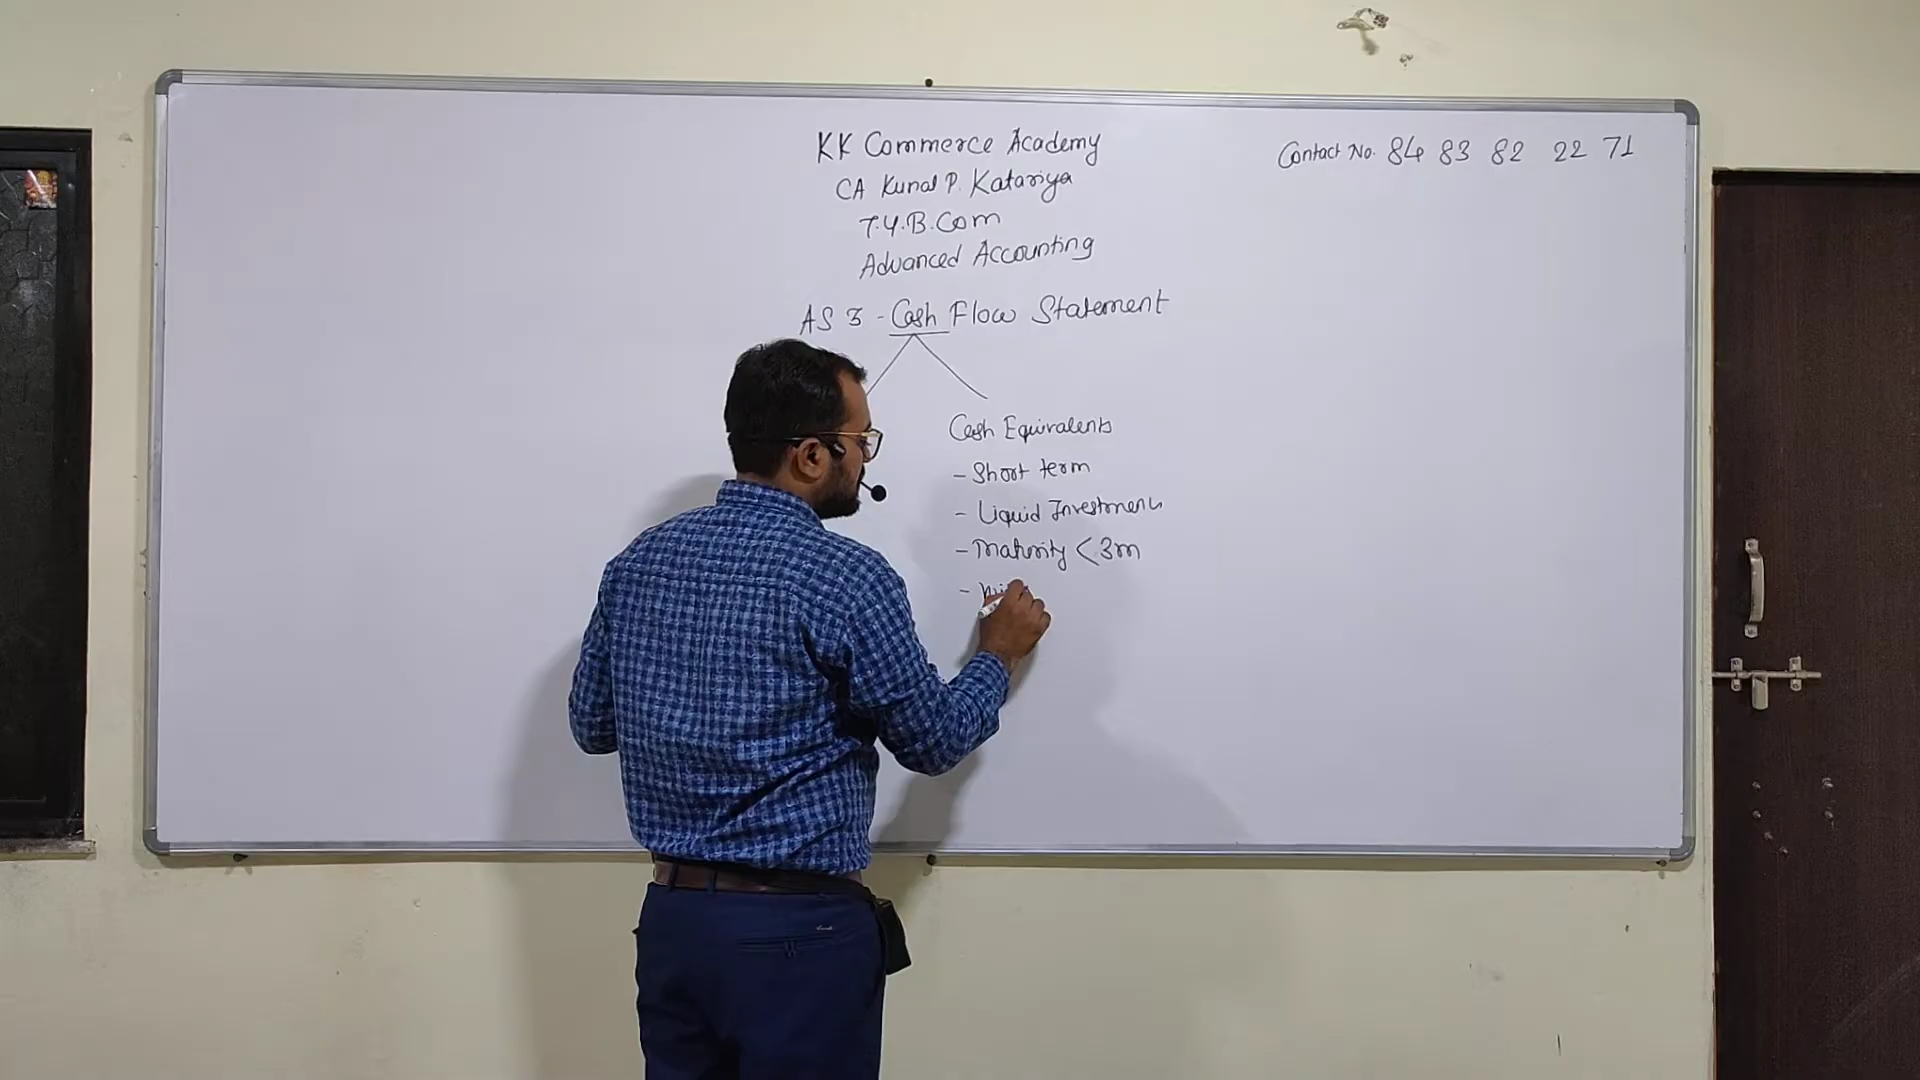 KK Commerce Academy
Contact No. 84 83 82 22 71
CA Kunal P. Katariya
T.Y.B.Com
Advanced Accounting
AS 3 - Cash Flow Statement
Cash Equivalents
- Short term
- Liquid Investments
- Maturity < 3m